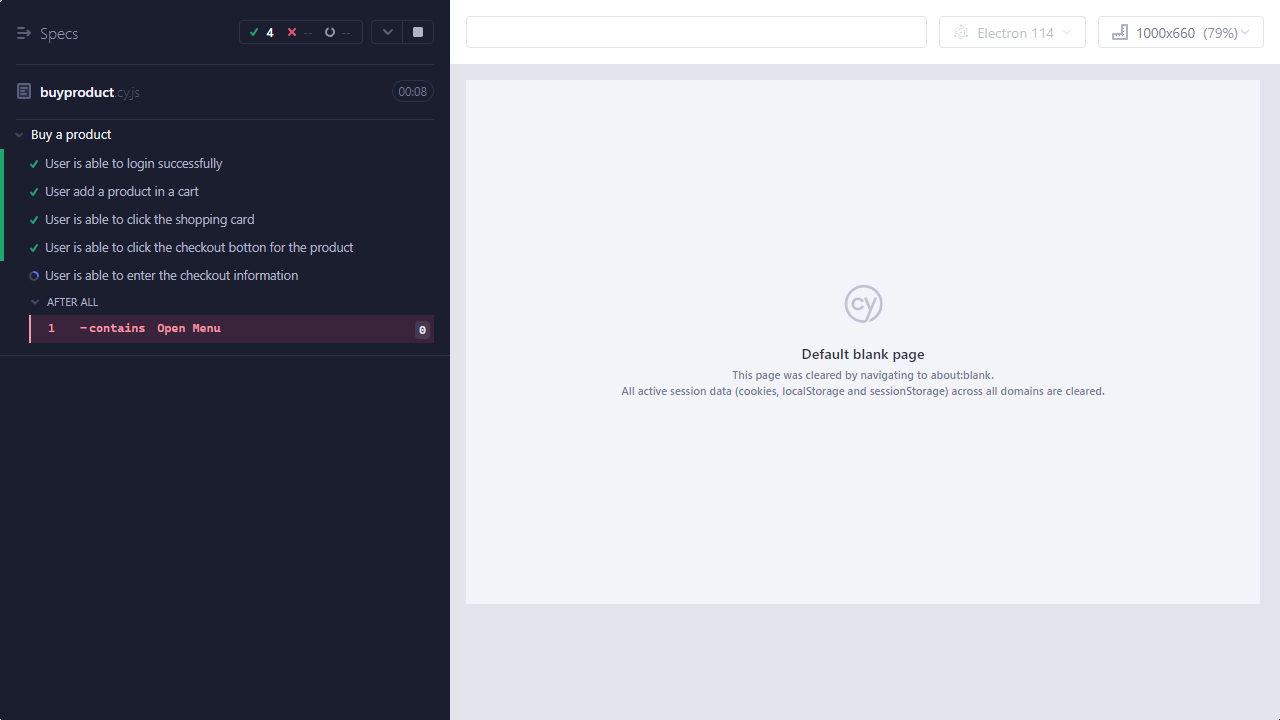 Specs
4
--
--
buyproduct.cy.js
00:08
Buy a product
User is able to login successfully
User add a product in a cart
User is able to click the shopping card
User is able to click the checkout botton for the product
User is able to enter the checkout information
AFTER ALL
1 -contains Open Menu 0
Electron 114
1000x660 (79%)
cy
Default blank page
This page was cleared by navigating to about:blank.
All active session data (cookies, localStorage and sessionStorage) across all domains are cleared.